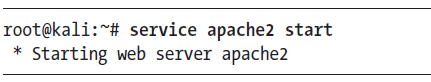 root@kali:~# service apache2 start
 * Starting web server apache2